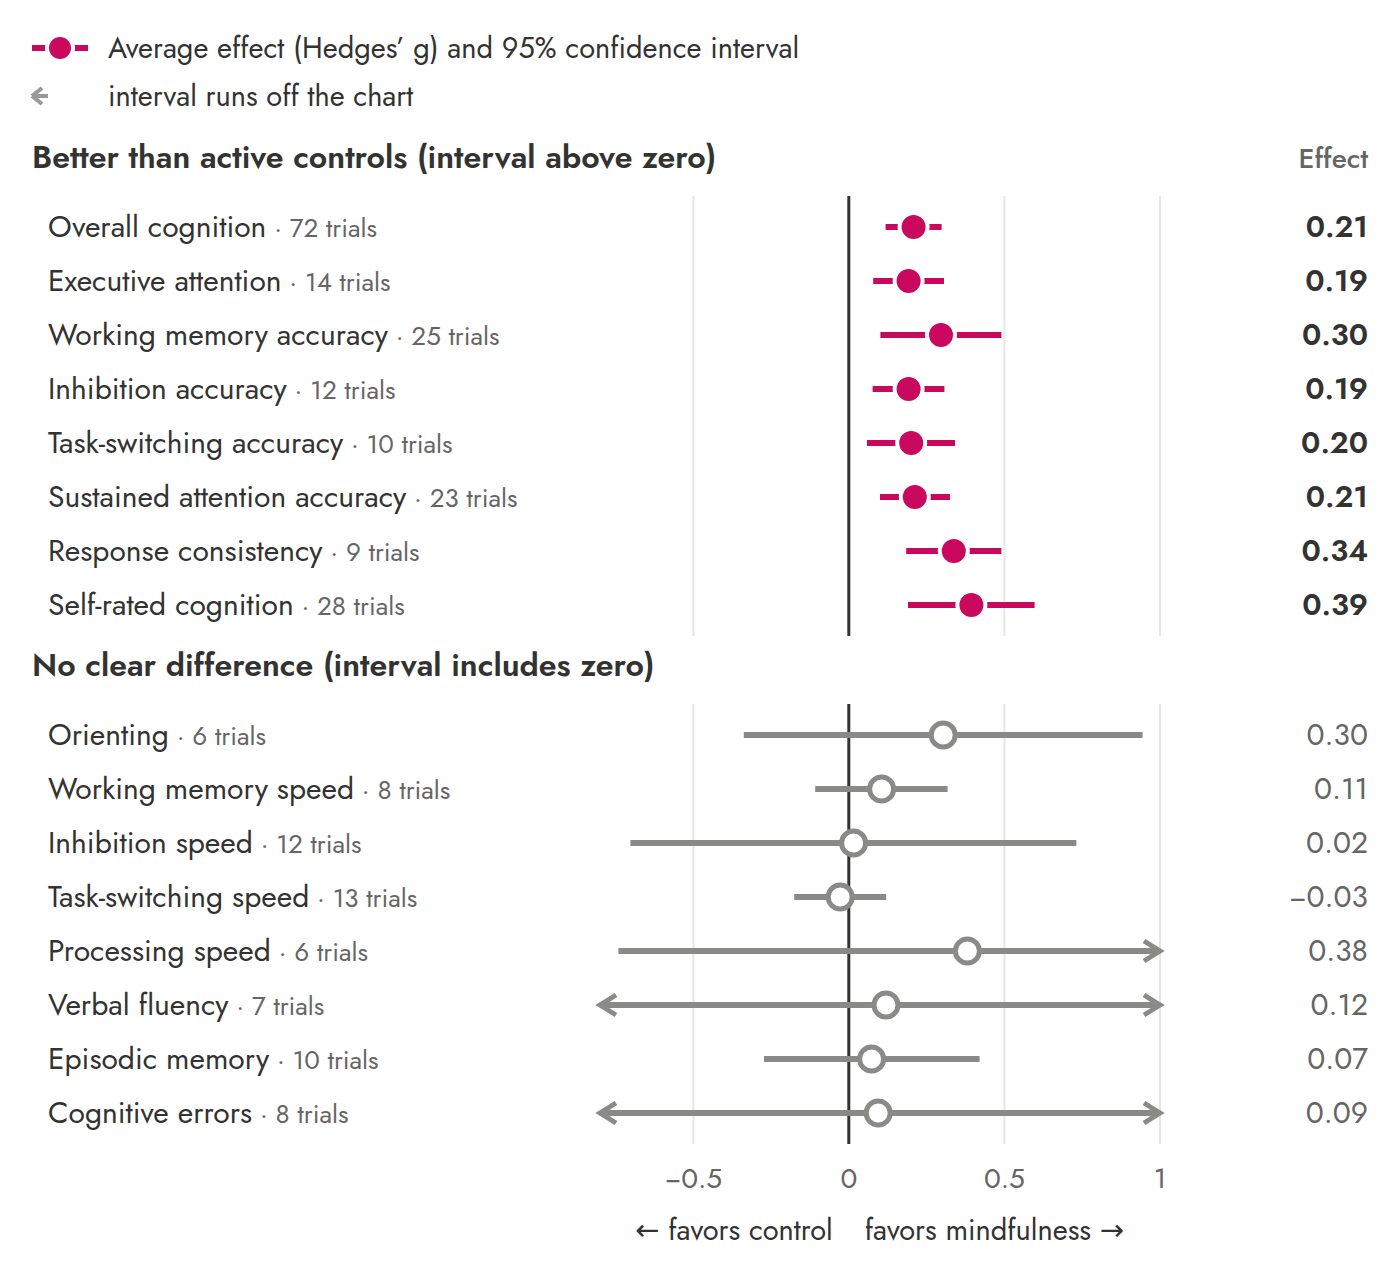 Average effect (Hedges’ g) and 95% confidence interval
interval runs off the chart
Better than active controls (interval above zero) Effect
Overall cognition · 72 trials 0.21
Executive attention · 14 trials 0.19
Working memory accuracy · 25 trials 0.30
Inhibition accuracy · 12 trials 0.19
Task-switching accuracy · 10 trials 0.20
Sustained attention accuracy · 23 trials 0.21
Response consistency · 9 trials 0.34
Self-rated cognition · 28 trials 0.39
No clear difference (interval includes zero)
Orienting · 6 trials 0.30
Working memory speed · 8 trials 0.11
Inhibition speed · 12 trials 0.02
Task-switching speed · 13 trials −0.03
Processing speed · 6 trials 0.38
Verbal fluency · 7 trials 0.12
Episodic memory · 10 trials 0.07
Cognitive errors · 8 trials 0.09
−0.5 0 0.5 1
← favors control favors mindfulness →